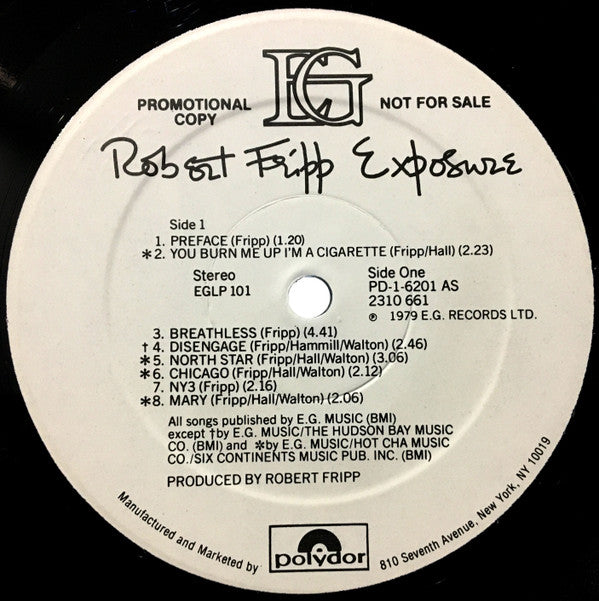 EG
PROMOTIONAL COPY
NOT FOR SALE
Robert Fripp Exposure
Side 1
1. PREFACE (Fripp) (1.20)
*2. YOU BURN ME UP I'M A CIGARETTE (Fripp/Hall) (2.23)
Stereo
EGLP 101
Side One
PD-1-6201 AS
2310 661
℗ 1979 E.G. RECORDS LTD.
3. BREATHLESS (Fripp) (4.41)
†4. DISENGAGE (Fripp/Hammill/Walton) (2.46)
*5. NORTH STAR (Fripp/Hall/Walton) (3.06)
*6. CHICAGO (Fripp/Hall/Walton) (2.12)
7. NY3 (Fripp) (2.16)
*8. MARY (Fripp/Hall/Walton) (2.06)
All songs published by E.G. MUSIC (BMI)
except †by E.G. MUSIC/THE HUDSON BAY MUSIC
CO. (BMI) and *by E.G. MUSIC/HOT CHA MUSIC
CO./SIX CONTINENTS MUSIC PUB. INC. (BMI)
PRODUCED BY ROBERT FRIPP
Manufactured and Marketed by
polydor
810 Seventh Avenue, New York, NY 10019